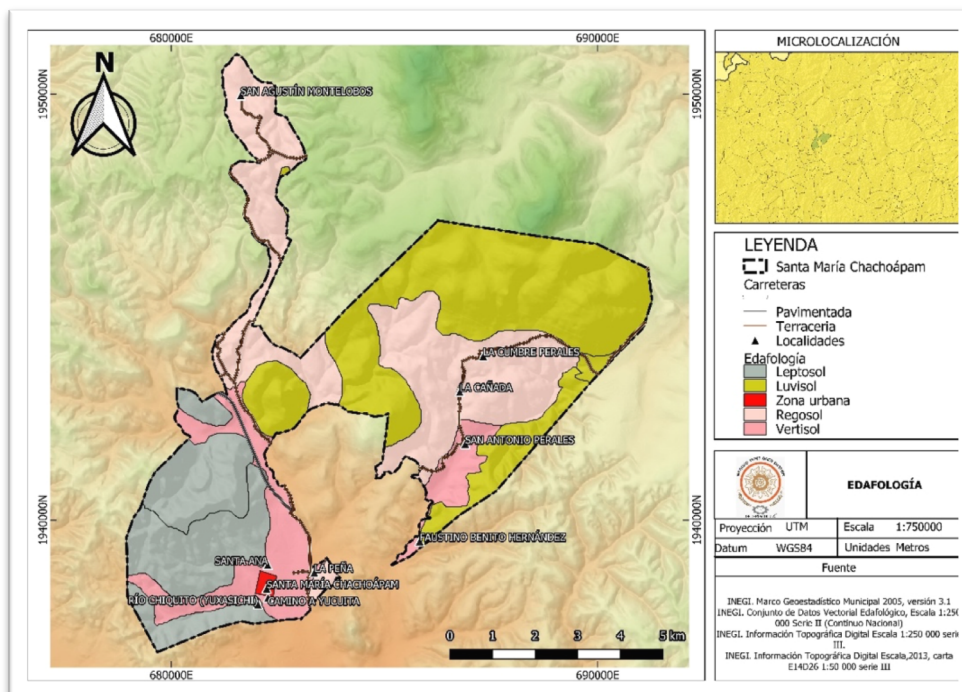 680000E
690000E
1950000N
1950000N
N
SAN AGUSTÍN MONTELOBOS
LA CUMBRE PERALES
LA CAÑADA
SAN ANTONIO PERALES
1940000N
1940000N
FAUSTINO BENITO HERNÁNDEZ
SANTA ANA
LA PEÑA
SANTA MARÍA CHACHOÁPAM
RÍO CHIQUITO (YUXASICHI)
CAMINO A YUCUITA
0 1 2 3 4 5 km
680000E
690000E
MICROLOCALIZACIÓN
LEYENDA
Santa María Chachoápam
Carreteras
Pavimentada
Terraceria
Localidades
Edafología
Leptosol
Luvisol
Zona urbana
Regosol
Vertisol
EDAFOLOGÍA
Proyección UTM
Escala 1:750000
Datum WGS84
Unidades Metros
Fuente
INEGI. Marco Geoestadístico Municipal 2005, versión 3.1
INEGI. Conjunto de Datos Vectorial Edafológico, Escala 1:250
000 Serie II (Continuo Nacional)
INEGI. Información Topográfica Digital Escala 1:250 000 serie
III.
INEGI. Información Topográfica Digital Escala,2013, carta
E14D26 1:50 000 serie III